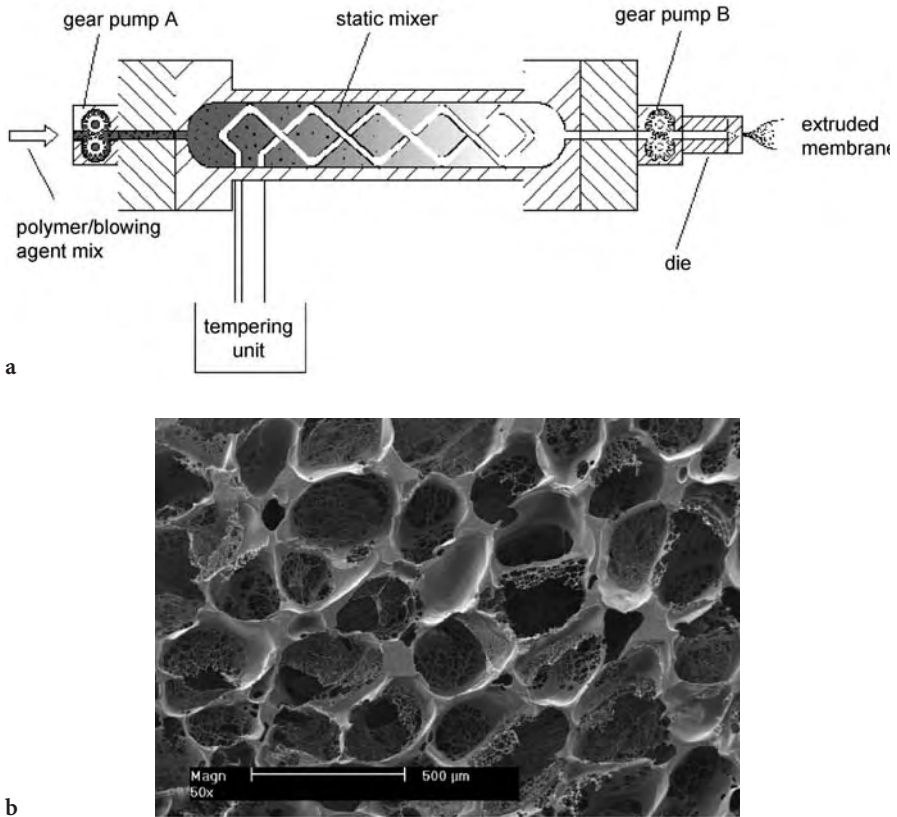 gear pump A
static mixer
gear pump B
extruded
membrane
polymer/blowing
agent mix
die
tempering
unit
a
Magn
50x
500 µm
b